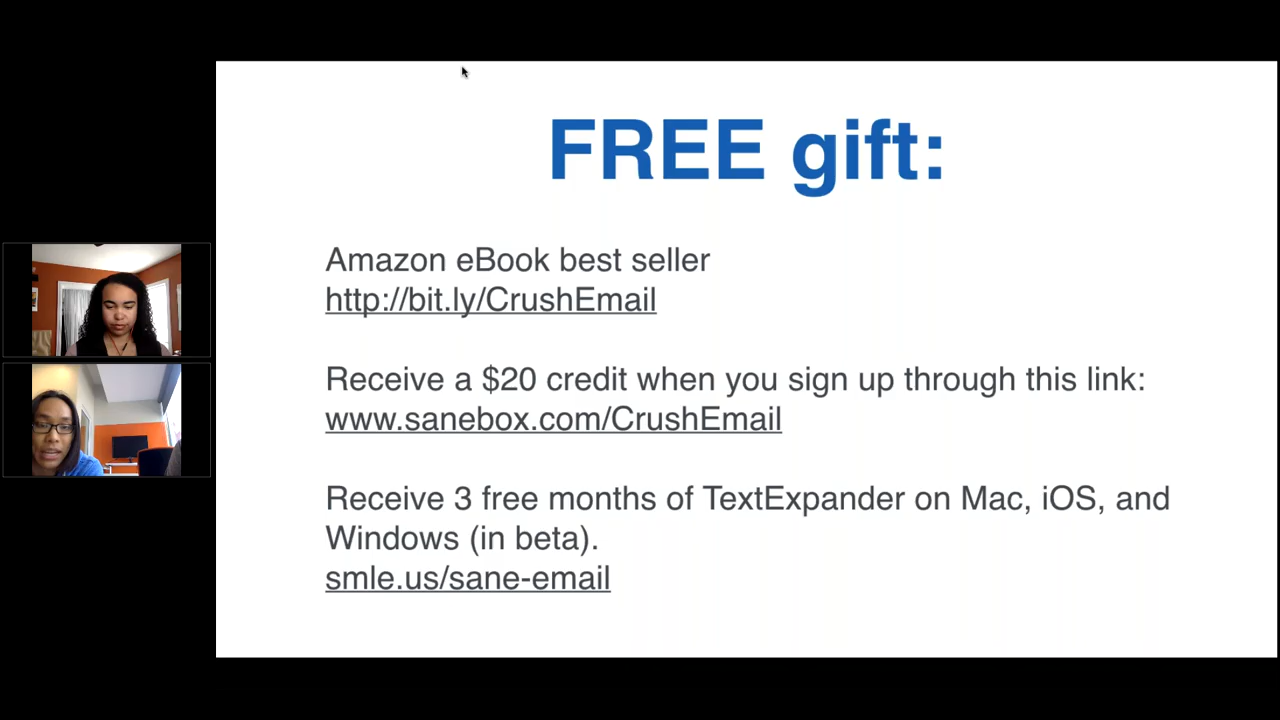 FREE gift:
Amazon eBook best seller
http://bit.ly/CrushEmail
Receive a $20 credit when you sign up through this link:
www.sanebox.com/CrushEmail
Receive 3 free months of TextExpander on Mac, iOS, and
Windows (in beta).
smle.us/sane-email